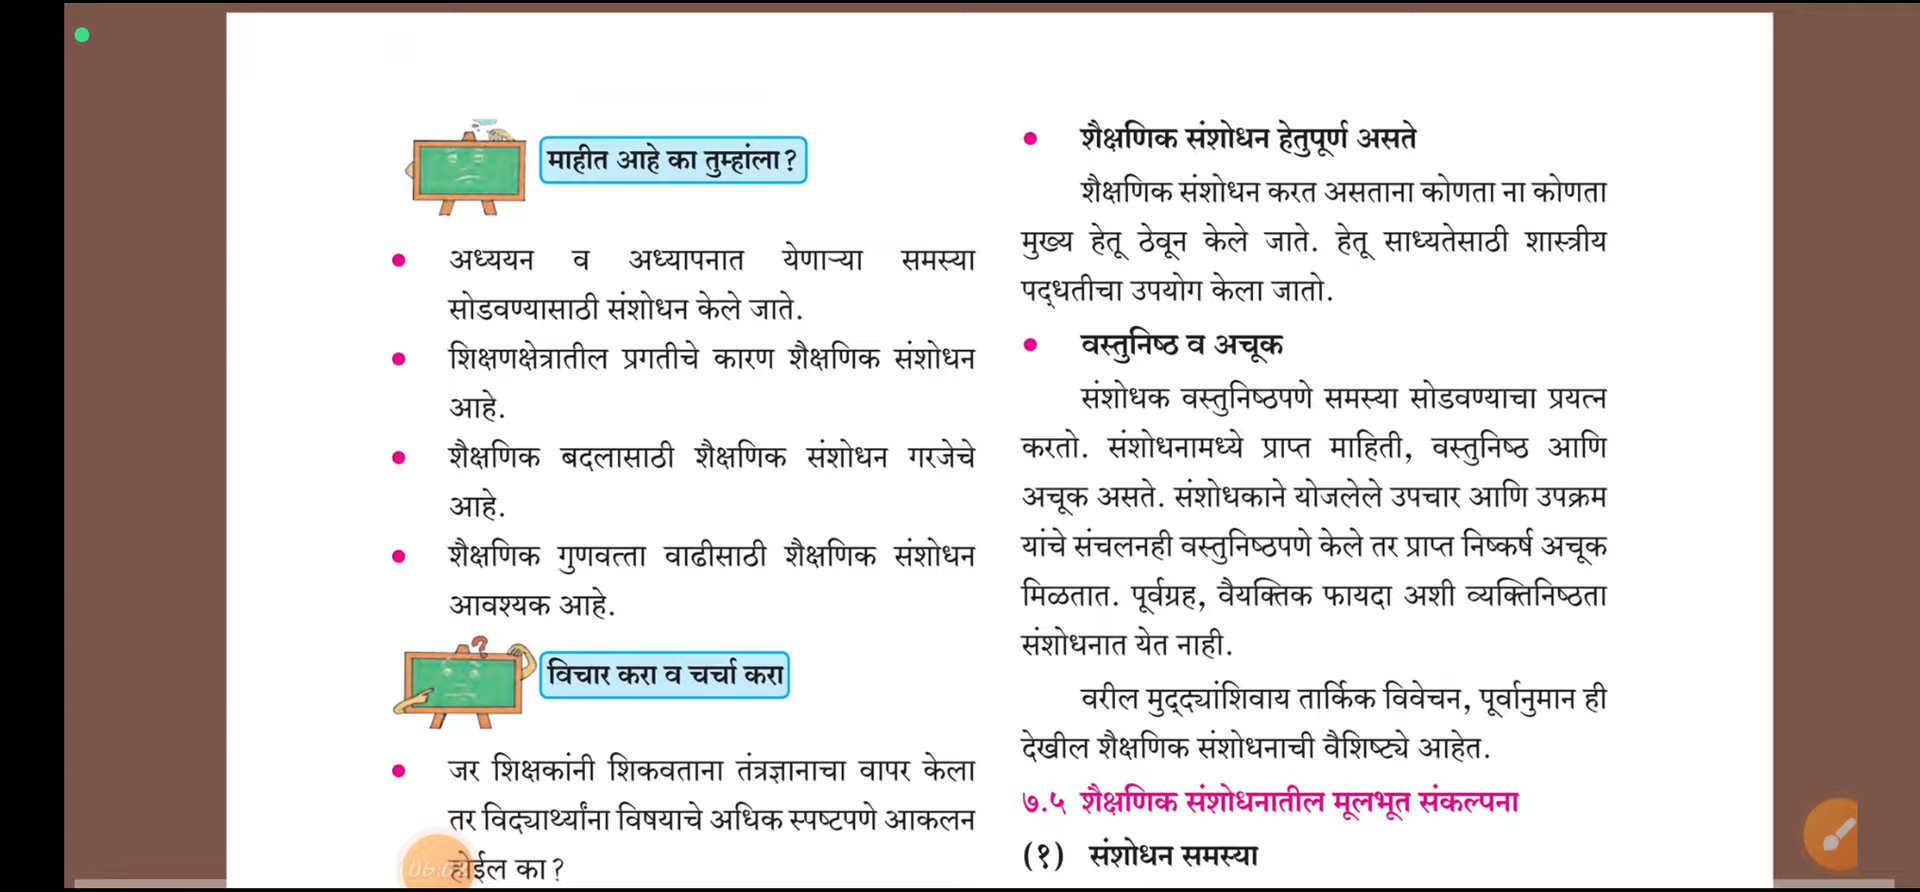 माहीत आहे का तुम्हांला?
• अध्ययन व अध्यापनात येणाऱ्या समस्या
सोडवण्यासाठी संशोधन केले जाते.
• शिक्षणक्षेत्रातील प्रगतीचे कारण शैक्षणिक संशोधन
आहे.
• शैक्षणिक बदलासाठी शैक्षणिक संशोधन गरजेचे
आहे.
• शैक्षणिक गुणवत्ता वाढीसाठी शैक्षणिक संशोधन
आवश्यक आहे.
?
विचार करा व चर्चा करा
• जर शिक्षकांनी शिकवताना तंत्रज्ञानाचा वापर केला
तर विद्यार्थ्यांना विषयाचे अधिक स्पष्टपणे आकलन
होईल का?
• शैक्षणिक संशोधन हेतुपूर्ण असते
शैक्षणिक संशोधन करत असताना कोणता ना कोणता
मुख्य हेतू ठेवून केले जाते. हेतू साध्यतेसाठी शास्त्रीय
पद्धतीचा उपयोग केला जातो.
• वस्तुनिष्ठ व अचूक
संशोधक वस्तुनिष्ठपणे समस्या सोडवण्याचा प्रयत्न
करतो. संशोधनामध्ये प्राप्त माहिती, वस्तुनिष्ठ आणि
अचूक असते. संशोधकाने योजलेले उपचार आणि उपक्रम
यांचे संचलनही वस्तुनिष्ठपणे केले तर प्राप्त निष्कर्ष अचूक
मिळतात. पूर्वग्रह, वैयक्तिक फायदा अशी व्यक्तिनिष्ठता
संशोधनात येत नाही.
वरील मुद्द्यांशिवाय तार्किक विवेचन, पूर्वानुमान ही
देखील शैक्षणिक संशोधनाची वैशिष्ट्ये आहेत.
७.५ शैक्षणिक संशोधनातील मूलभूत संकल्पना
(१) संशोधन समस्या